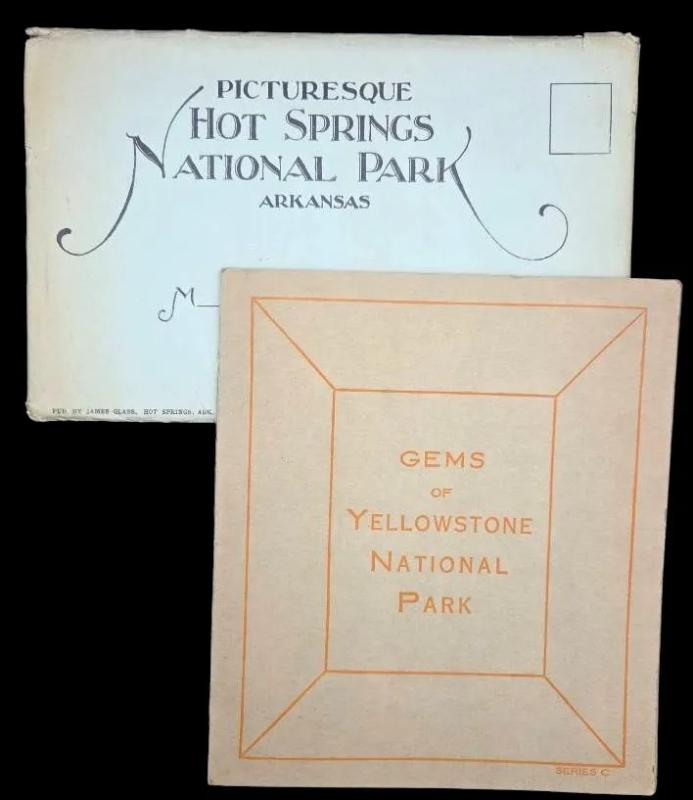 PICTURESQUE
HOT SPRINGS
NATIONAL PARK
ARKANSAS
M
PUB. BY JAMES GLASS, HOT SPRINGS, ARK.
GEMS
OF
YELLOWSTONE
NATIONAL
PARK
SERIES C